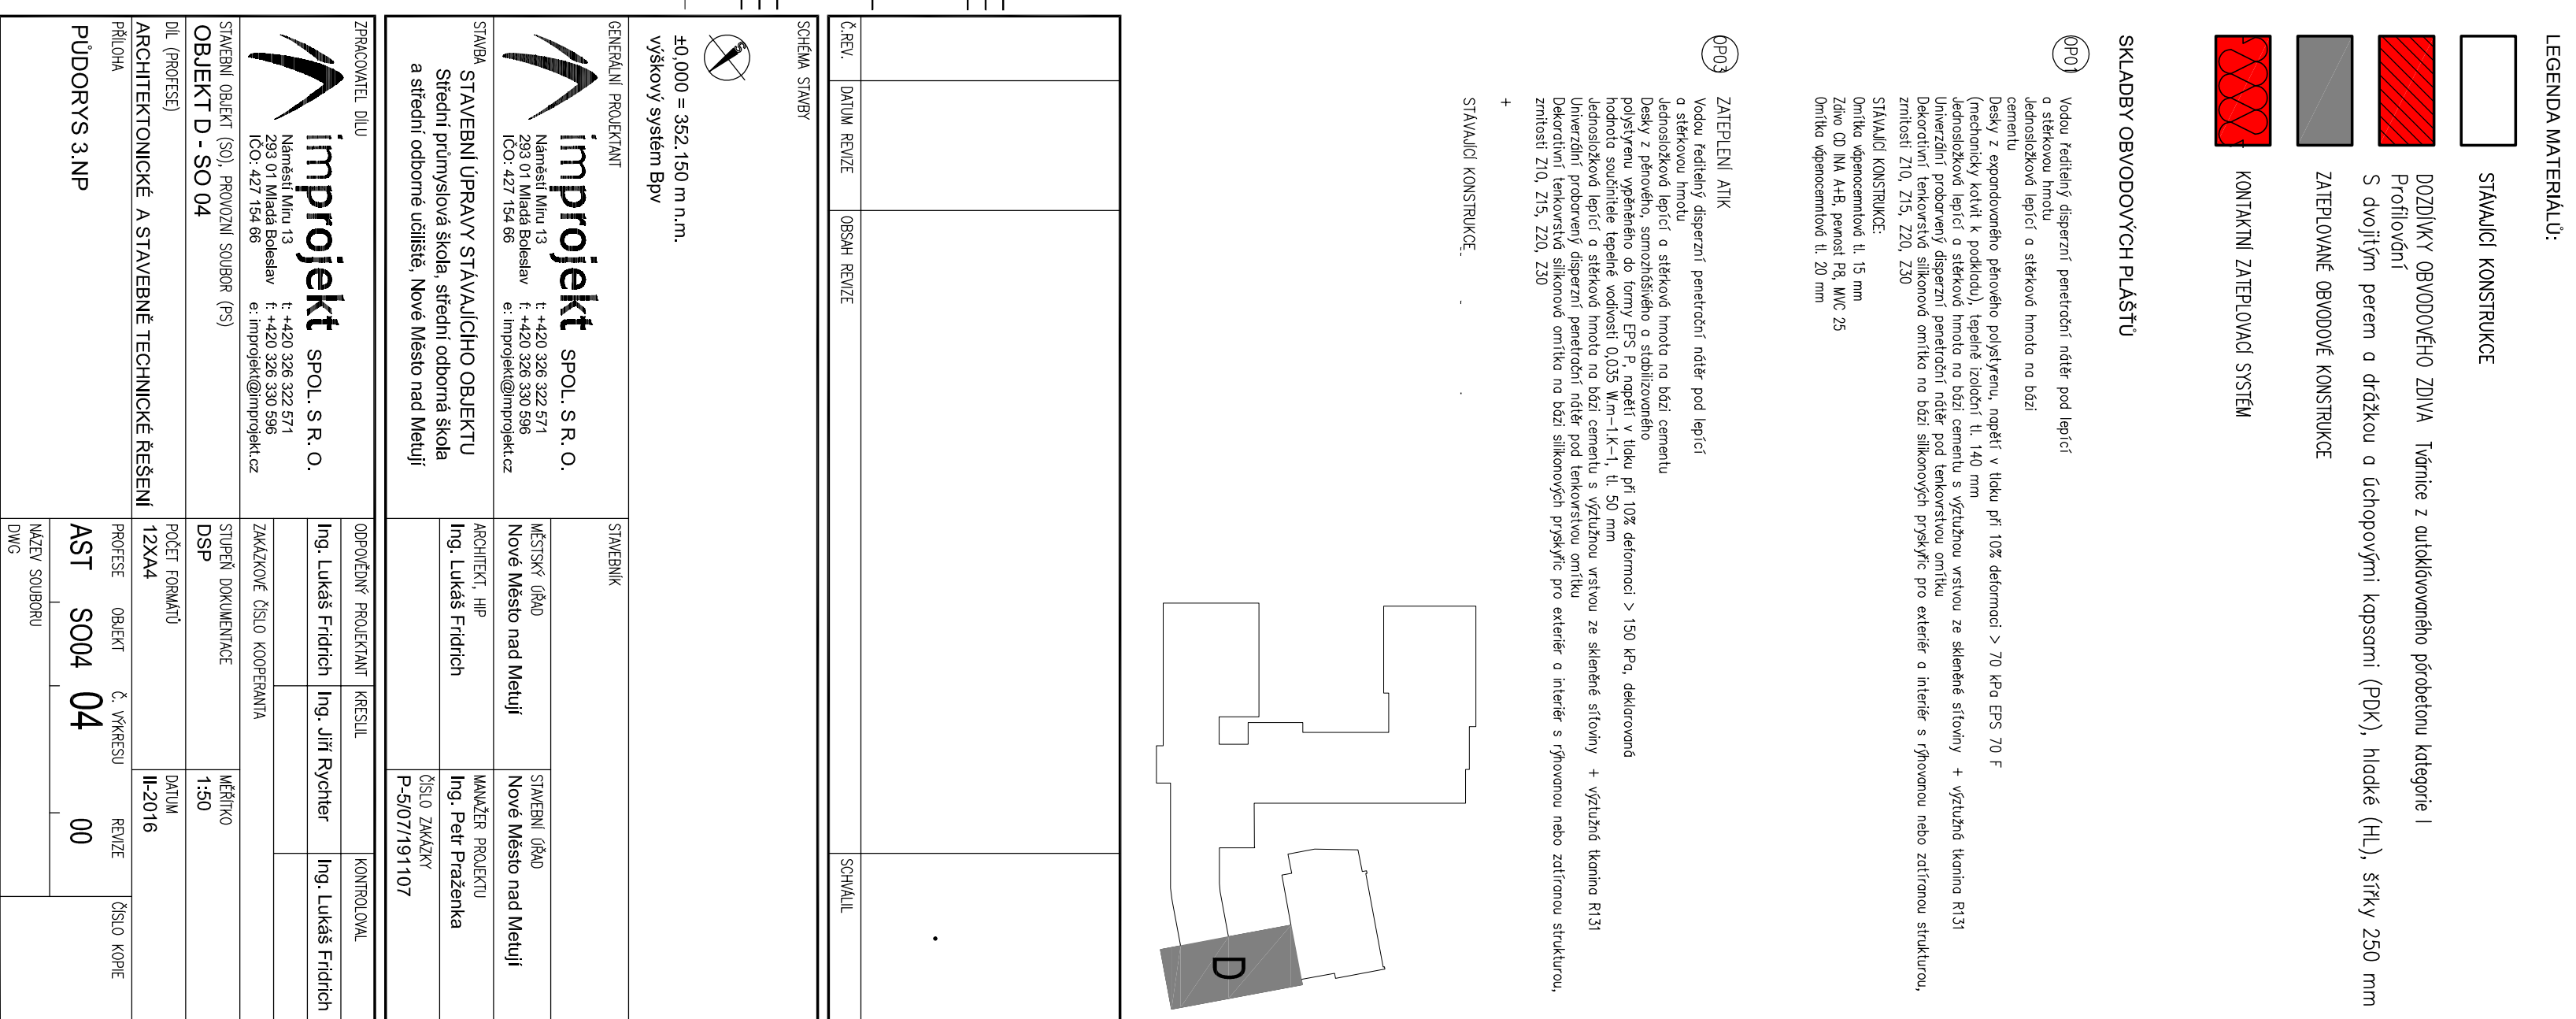 LEGENDA MATERIÁLŮ:
STÁVAJÍCÍ KONSTRUKCE
DOZDÍVKY OBVODOVÉHO ZDIVA Tvárnice z autoklávovaného pórobetonu kategorie I
Profilování
S dvojitým perem a drážkou a úchopovými kapsami (PDK), hladké (HL), šířky 250 mm
ZATEPLOVANÉ OBVODOVÉ KONSTRUKCE
KONTAKTNÍ ZATEPLOVACÍ SYSTÉM
SKLADBY OBVODOVÝCH PLÁŠŤŮ
OP01
Vodou ředitelný disperzní penetrační nátěr pod lepící
a stěrkovou hmotu
Jednosložková lepící a stěrková hmota na bázi
cementu
Desky z expandovaného pěnového polystyrenu, napětí v tlaku při 10% deformaci > 70 kPa EPS 70 F
(mechanicky kotvit k podkladu), tepelně izolační tl. 140 mm
Jednosložková lepící a stěrková hmota na bázi cementu s výztužnou vrstvou ze skleněné síťoviny + výztužná tkanina R131
Univerzální probarvený disperzní penetrační nátěr pod tenkovrstvou omítku
Dekorativní tenkovrstvá silikonová omítka na bázi silikonových pryskyřic pro exteriér a interiér s rýhovanou nebo zatíranou strukturou,
zrnitosti Z10, Z15, Z20, Z30
STÁVAJÍCÍ KONSTRUKCE:
Omítka vápenocemntová tl. 15 mm
Zdivo CD INA A+B, pevnost P8, MVC 25
Omítka vápenocemntová tl. 20 mm
OP03
ZATEPLENÍ ATIK
Vodou ředitelný disperzní penetrační nátěr pod lepící
a stěrkovou hmotu
Jednosložková lepící a stěrková hmota na bázi cementu
Desky z pěnového, samozhášivého a stabilizovaného
polystyrenu vypěněného do formy EPS P, napětí v tlaku při 10% deformaci > 150 kPa, deklarovaná
hodnota součinitele tepelné vodivosti 0,035 W.m-1.K-1, tl. 50 mm
Jednosložková lepící a stěrková hmota na bázi cementu s výztužnou vrstvou ze skleněné síťoviny + výztužná tkanina R131
Univerzální probarvený disperzní penetrační nátěr pod tenkovrstvou omítku
Dekorativní tenkovrstvá silikonová omítka na bázi silikonových pryskyřic pro exteriér a interiér s rýhovanou nebo zatíranou strukturou,
zrnitosti Z10, Z15, Z20, Z30
+
STÁVAJÍCÍ KONSTRUKCE
D
Č.REV. DATUM REVIZE OBSAH REVIZE SCHVÁLIL
SCHÉMA STAVBY
S
±0,000 = 352.150 m n.m.
výškový systém Bpv
GENERÁLNÍ PROJEKTANT
improjekt SPOL. S R. O.
Náměstí Míru 13 t: +420 326 322 571
293 01 Mladá Boleslav f: +420 326 330 596
IČO: 427 154 66 e: improjekt@improjekt.cz
STAVEBNÍK
MĚSTSKÝ ÚŘAD
Nové Město nad Metují
STAVEBNÍ ÚŘAD
Nové Město nad Metují
STAVBA
STAVEBNÍ ÚPRAVY STÁVAJÍCÍHO OBJEKTU
Střední průmyslová škola, střední odborná škola
a střední odborné učiliště, Nové Město nad Metují
ARCHITEKT, HIP
Ing. Lukáš Fridrich
MANAŽER PROJEKTU
Ing. Petr Praženka
ČÍSLO ZAKÁZKY
P-5/07/191107
ZPRACOVATEL DÍLU
improjekt SPOL. S R. O.
Náměstí Míru 13 t: +420 326 322 571
293 01 Mladá Boleslav f: +420 326 330 596
IČO: 427 154 66 e: improjekt@improjekt.cz
ODPOVĚDNÝ PROJEKTANT KRESLIL KONTROLOVAL
Ing. Lukáš Fridrich Ing. Jiří Rychter Ing. Lukáš Fridrich
ZAKÁZKOVÉ ČÍSLO KOOPERANTA
STAVEBNÍ OBJEKT (SO), PROVOZNÍ SOUBOR (PS)
OBJEKT D - SO 04
STUPEŇ DOKUMENTACE
DSP
MĚŘÍTKO
1:50
DÍL (PROFESE)
ARCHITEKTONICKÉ A STAVEBNĚ TECHNICKÉ ŘEŠENÍ
POČET FORMÁTŮ
12XA4
DATUM
II-2016
PŘÍLOHA
PŮDORYS 3.NP
PROFESE OBJEKT Č. VÝKRESU REVIZE ČÍSLO KOPIE
AST SO04 04 00
NÁZEV SOUBORU
DWG